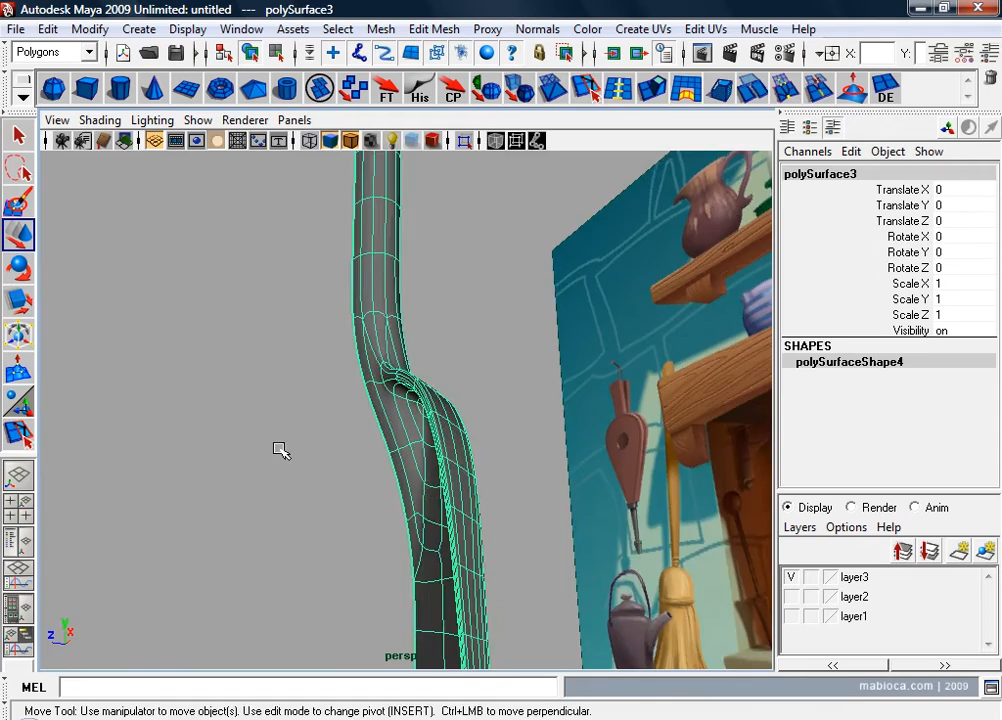 Autodesk Maya 2009 Unlimited: untitled --- polySurface3
File Edit Modify Create Display Window Assets Select Mesh Edit Mesh Proxy Normals Color Create UVs Edit UVs Muscle Help
Polygons X: Y:
FT His CP DE
View Shading Lighting Show Renderer Panels
Channels Edit Object Show
polySurface3
Translate X 0
Translate Y 0
Translate Z 0
Rotate X 0
Rotate Y 0
Rotate Z 0
Scale X 1
Scale Y 1
Scale Z 1
Visibility on
SHAPES
polySurfaceShape4
Display Render Anim
Layers Options Help
V layer3
layer2
layer1
<< >>
y
z x
persp
MEL
mabioca.com | 2009
Move Tool: Use manipulator to move object(s). Use edit mode to change pivot (INSERT). Ctrl+LMB to move perpendicular.